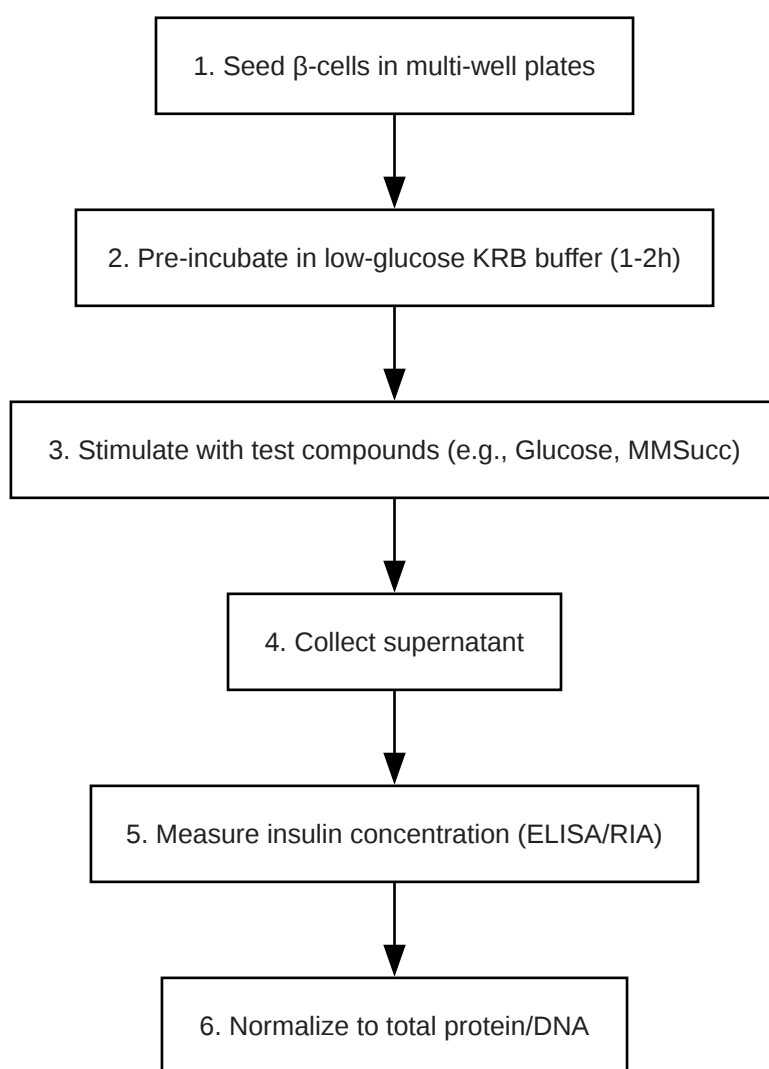 1. Seed β-cells in multi-well plates
2. Pre-incubate in low-glucose KRB buffer (1-2h)
3. Stimulate with test compounds (e.g., Glucose, MMSucc)
4. Collect supernatant
5. Measure insulin concentration (ELISA/RIA)
6. Normalize to total protein/DNA